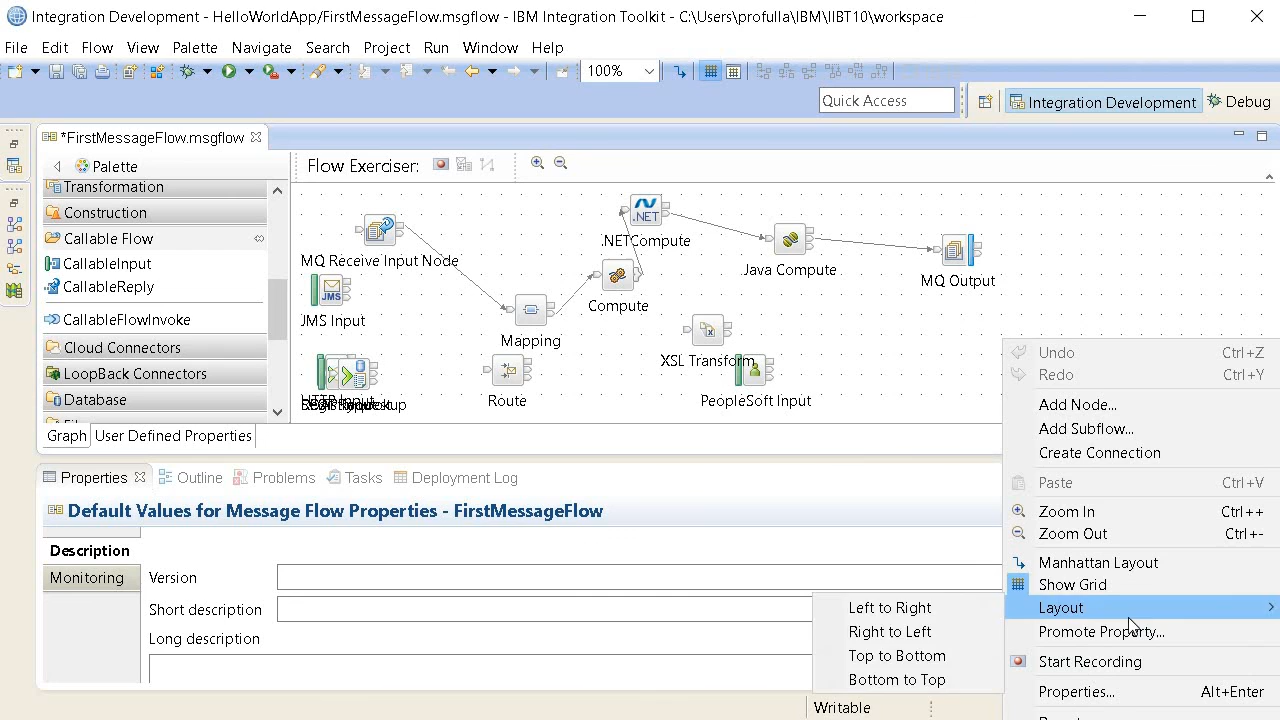 Integration Development - HelloWorldApp/FirstMessageFlow.msgflow - IBM Integration Toolkit - C:\Users\profulla\IBM\IIBT10\workspace
File Edit Flow View Palette Navigate Search Project Run Window Help
100%
Quick Access
Integration Development
Debug
*FirstMessageFlow.msgflow
Palette
Flow Exerciser:
Transformation
Construction
Callable Flow
CallableInput
CallableReply
CallableFlowInvoke
Cloud Connectors
LoopBack Connectors
Database
.NET
.NETCompute
MQ Receive Input Node
Java Compute
MQ Output
JMS
JMS Input
Compute
Mapping
XSL Transform
Route
PeopleSoft Input
Graph
User Defined Properties
Undo Ctrl+Z
Redo Ctrl+Y
Add Node...
Add Subflow...
Create Connection
Paste Ctrl+V
Zoom In Ctrl++
Zoom Out Ctrl+-
Manhattan Layout
Show Grid
Layout
Promote Property...
Start Recording
Properties... Alt+Enter
Left to Right
Right to Left
Top to Bottom
Bottom to Top
Properties
Outline
Problems
Tasks
Deployment Log
Default Values for Message Flow Properties - FirstMessageFlow
Description
Monitoring
Version
Short description
Long description
Writable